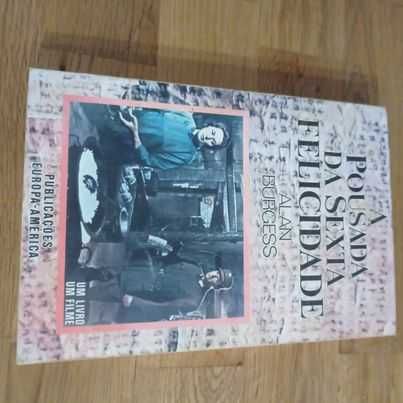 A
POUSADA
DA SEXTA
FELICIDADE
ALAN
BURGESS
UM LIVRO
UM FILME
PUBLICAÇÕES
EUROPA-AMÉRICA